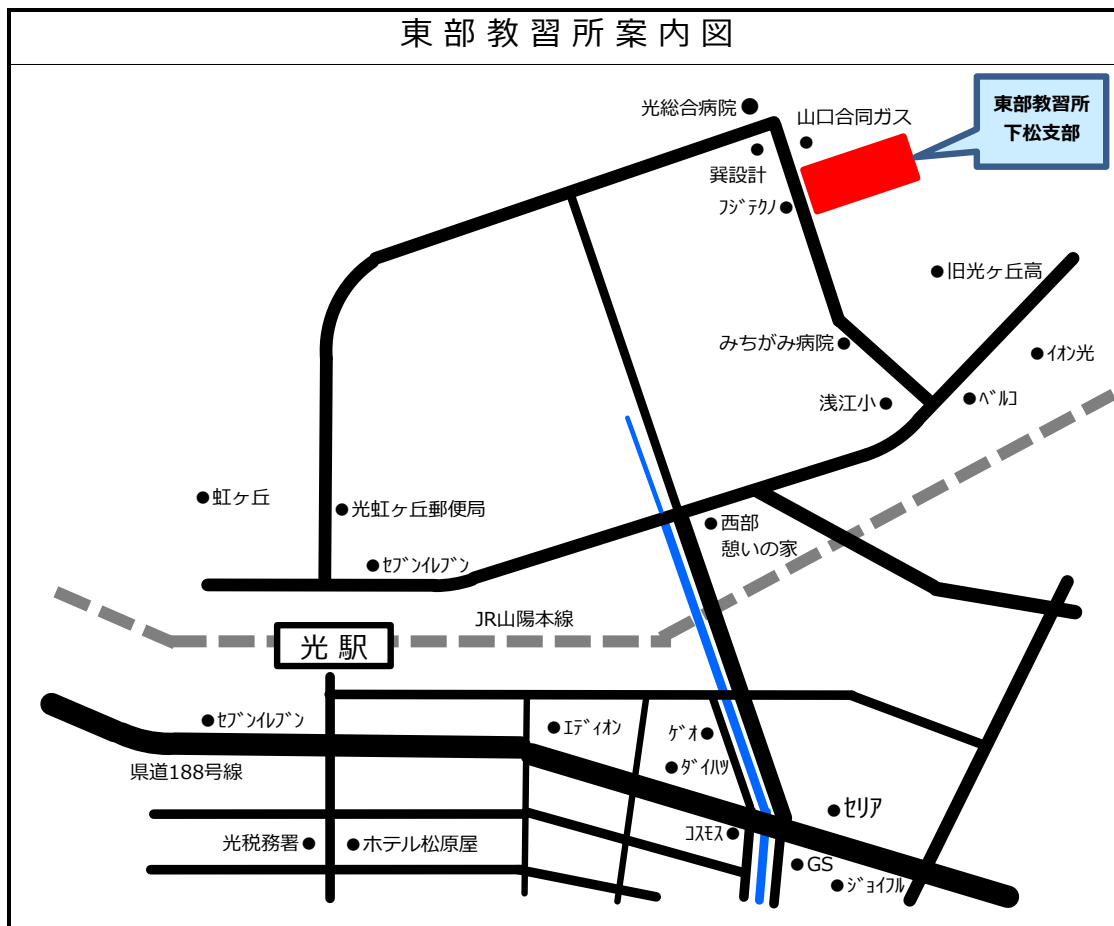 東部教習所案内図
東部教習所
下松支部
光総合病院
山口合同ガス
巽設計
ﾌｼﾞﾃｸﾉ
旧光ヶ丘高
みちがみ病院
ｲｵﾝ光
浅江小
ﾍﾞﾙｺ
虹ヶ丘
光虹ヶ丘郵便局
西部
憩いの家
ｾﾌﾞﾝｲﾚﾌﾞﾝ
JR山陽本線
光駅
ｾﾌﾞﾝｲﾚﾌﾞﾝ
ｴﾃﾞｨｵﾝ
ｹﾞｵ
県道188号線
ﾀﾞｲﾊﾂ
ｾﾘｱ
ｺｽﾓｽ
光税務署
ホテル松原屋
GS
ｼﾞｮｲﾌﾙ